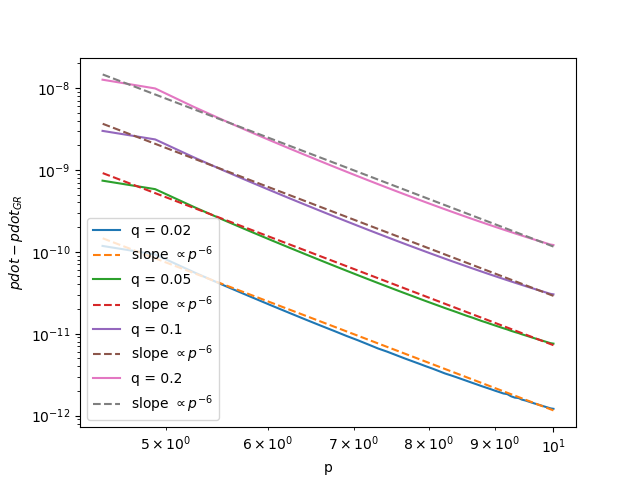 10⁻⁸
10⁻⁹
10⁻¹⁰
10⁻¹¹
10⁻¹²
pdot − pdot_{GR}
q = 0.02
slope ∝p⁻⁶
q = 0.05
slope ∝p⁻⁶
q = 0.1
slope ∝p⁻⁶
q = 0.2
slope ∝p⁻⁶
5 × 10⁰ 6 × 10⁰ 7 × 10⁰ 8 × 10⁰ 9 × 10⁰ 10¹
p